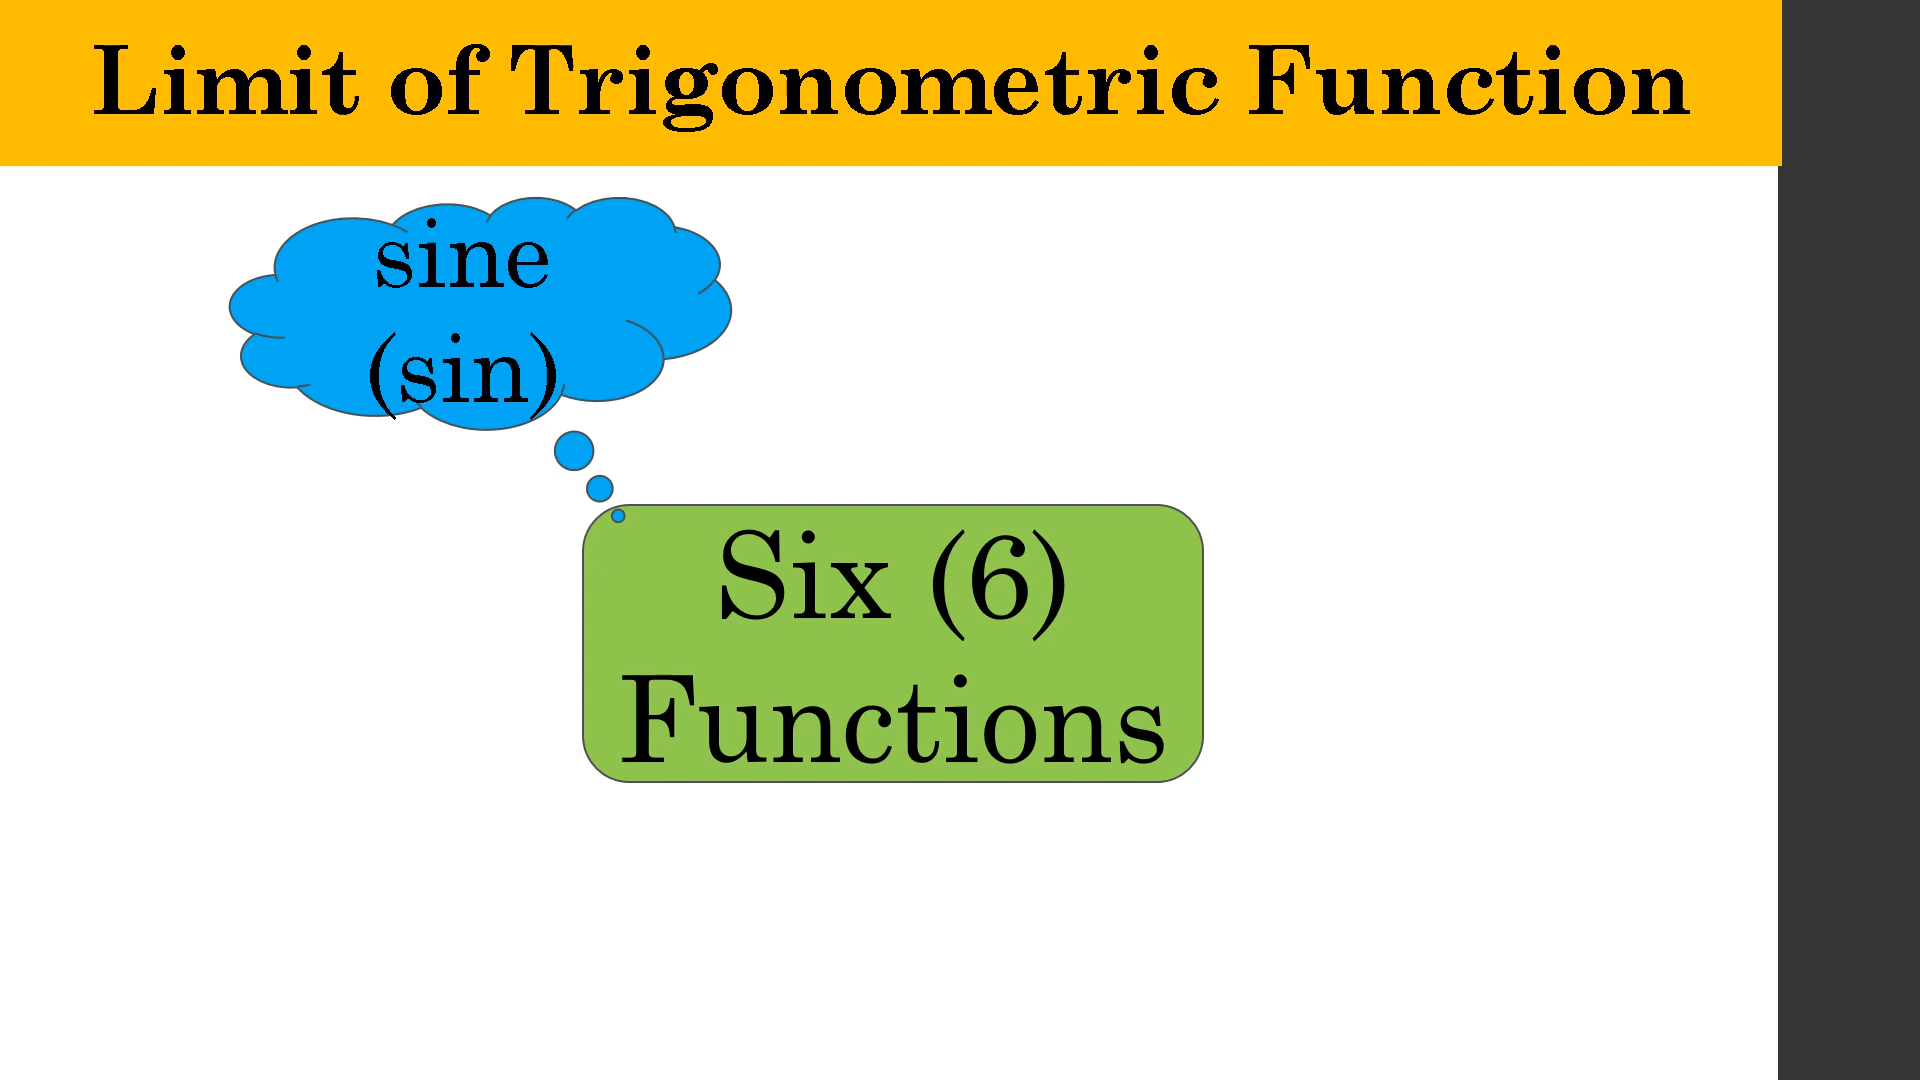 Limit of Trigonometric Function
sine
(sin)
Six (6)
Functions